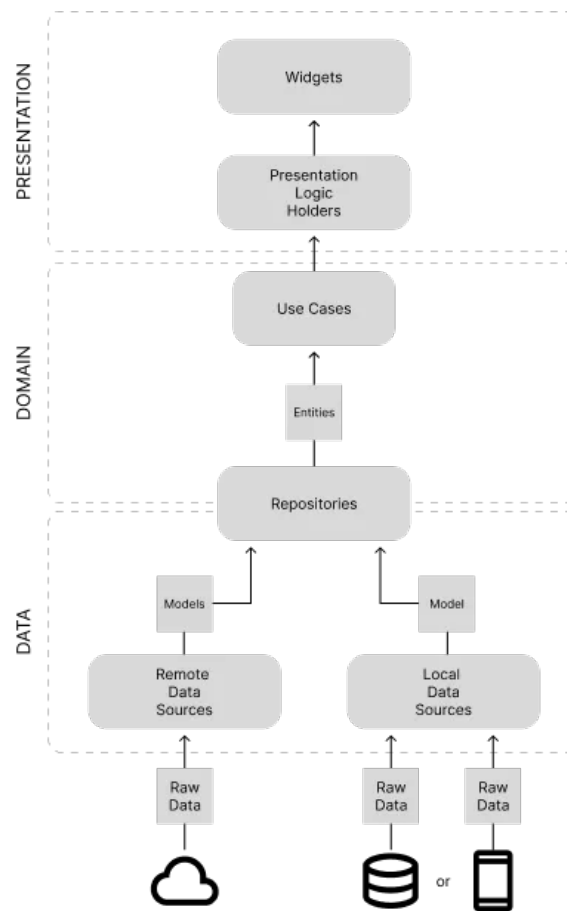 PRESENTATION
Widgets
Presentation
Logic
Holders
DOMAIN
Use Cases
Entities
Repositories
DATA
Models
Model
Remote
Data
Sources
Local
Data
Sources
Raw
Data
Raw
Data
Raw
Data
or